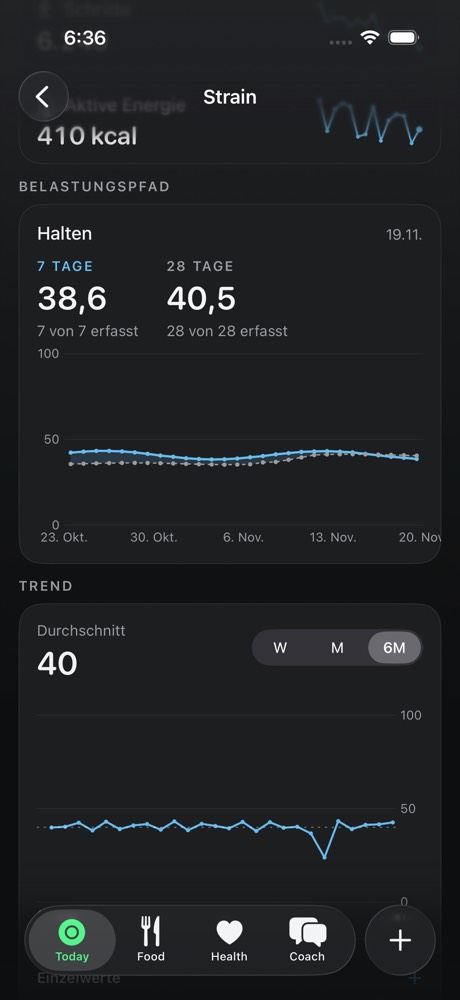 Schritte
6:36
Strain
Aktive Energie
410 kcal
BELASTUNGSPFAD
Halten
19.11.
7 TAGE
28 TAGE
38,6
40,5
7 von 7 erfasst
28 von 28 erfasst
100
50
0
23. Okt.
30. Okt.
6. Nov.
13. Nov.
20. Nov
TREND
Durchschnitt
40
W
M
6M
100
50
0
Today
Food
Health
Coach
Einzelwerte